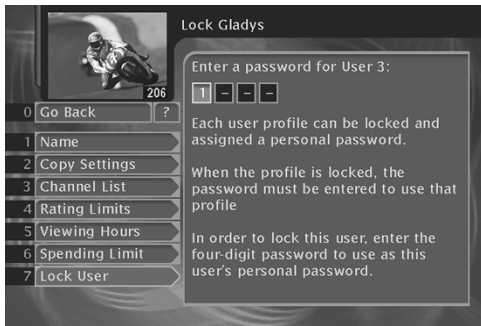 Lock Gladys
206
0 Go Back ?
1 Name
2 Copy Settings
3 Channel List
4 Rating Limits
5 Viewing Hours
6 Spending Limit
7 Lock User
Enter a password for User 3:
1 – – –
Each user profile can be locked and
assigned a personal password.
When the profile is locked, the
password must be entered to use that
profile
In order to lock this user, enter the
four-digit password to use as this
user's personal password.